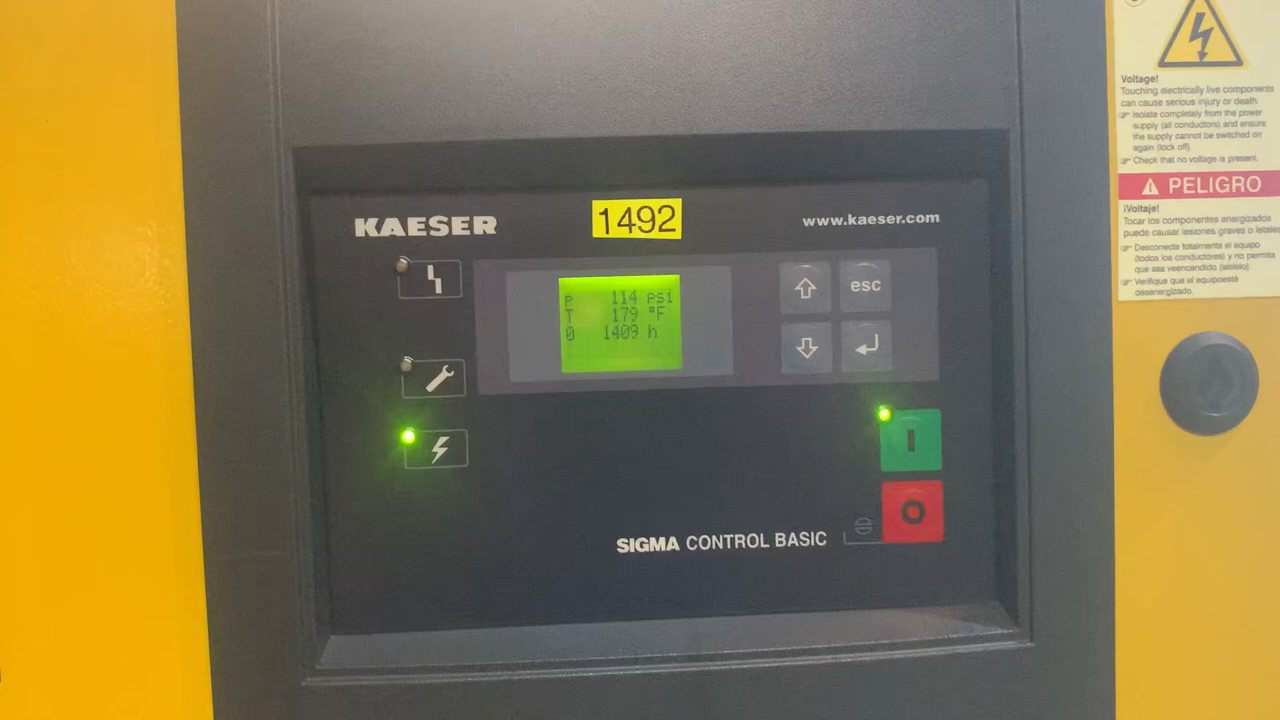 KAESER
1492
www.kaeser.com
p 114 psi
T 179 °F
0 1409 h
esc
I
O
SIGMA CONTROL BASIC
Voltage!
Touching electrically live components
can cause serious injury or death.
☞ Isolate completely from the power
supply (all conductors) and ensure
the supply cannot be switched on
again (lock off).
☞ Check that no voltage is present.
PELIGRO
¡Voltaje!
Tocar los componentes energizados
puede causar lesiones graves o letales
☞ Desconecte totalmente el equipo
(todos los conductores) y no permita
que sea
☞ Verifique que el
desenergizado.